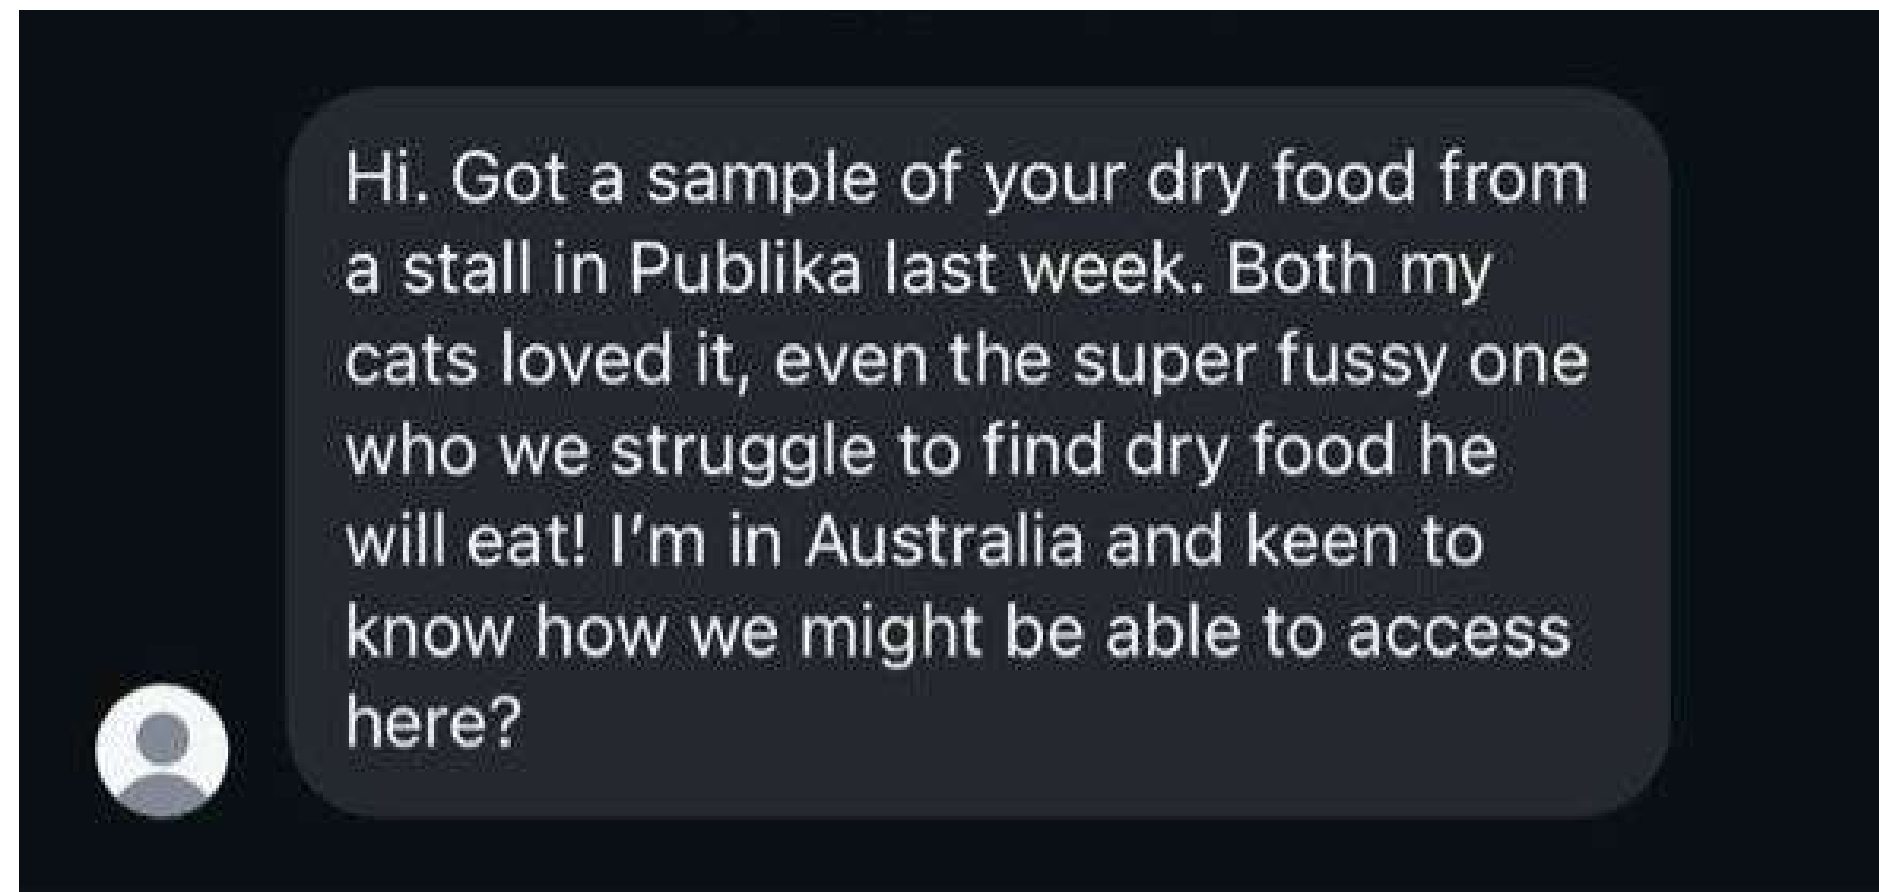 Hi. Got a sample of your dry food from
a stall in Publika last week. Both my
cats loved it, even the super fussy one
who we struggle to find dry food he
will eat! I’m in Australia and keen to
know how we might be able to access
here?